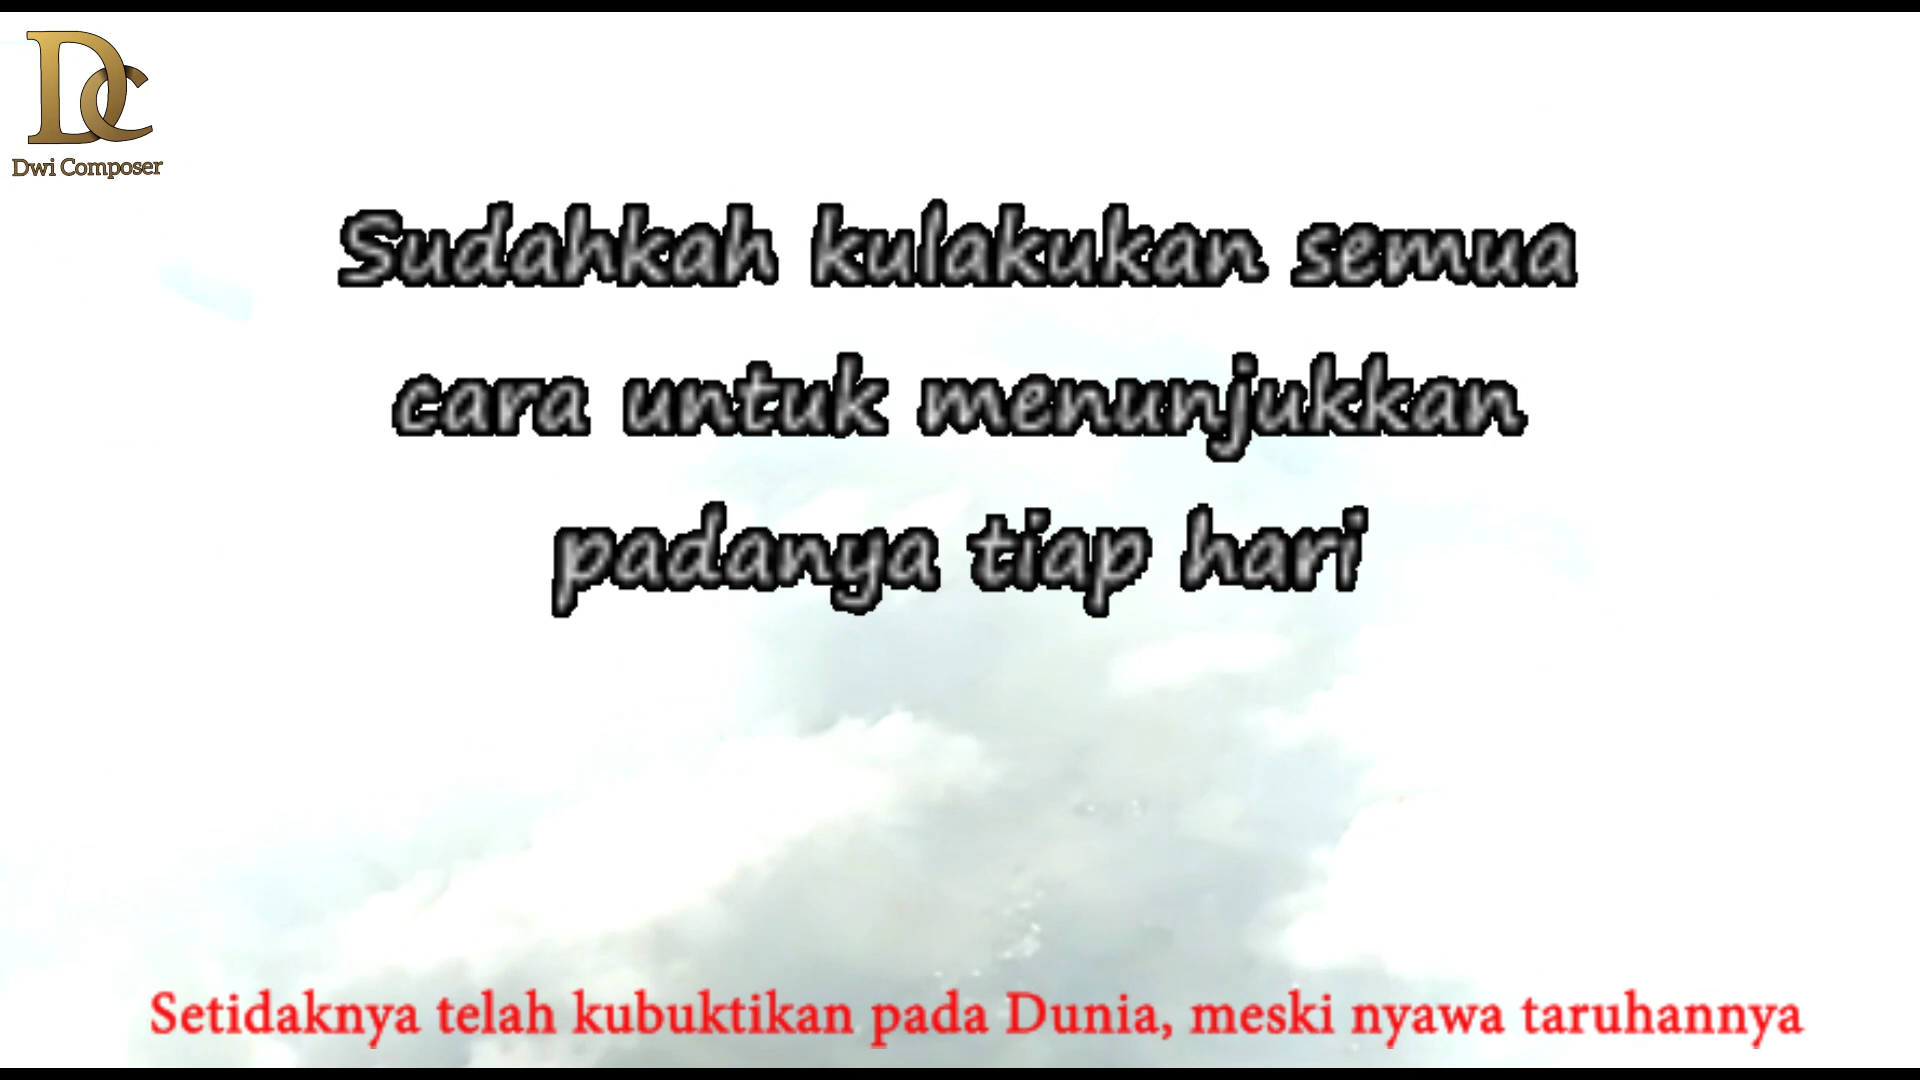 DC
Dwi Composer
Sudahkah kulakukan semua
cara untuk menunjukkan
padanya tiap hari
Setidaknya telah kubuktikan pada Dunia, meski nyawa taruhannya